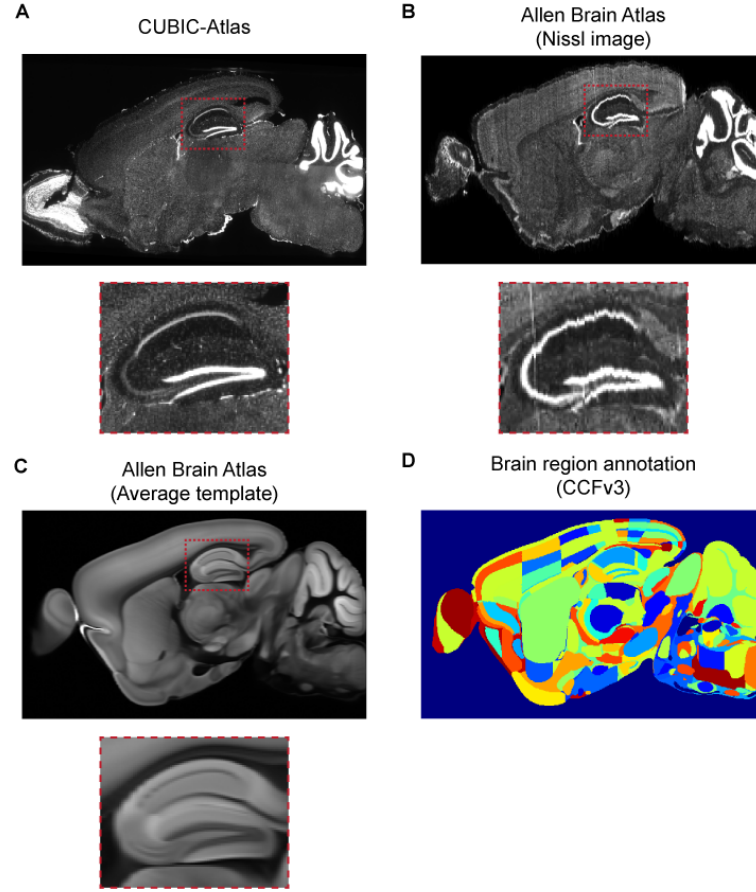 A
CUBIC-Atlas
B
Allen Brain Atlas
(Nissl image)
C
Allen Brain Atlas
(Average template)
D
Brain region annotation
(CCFv3)